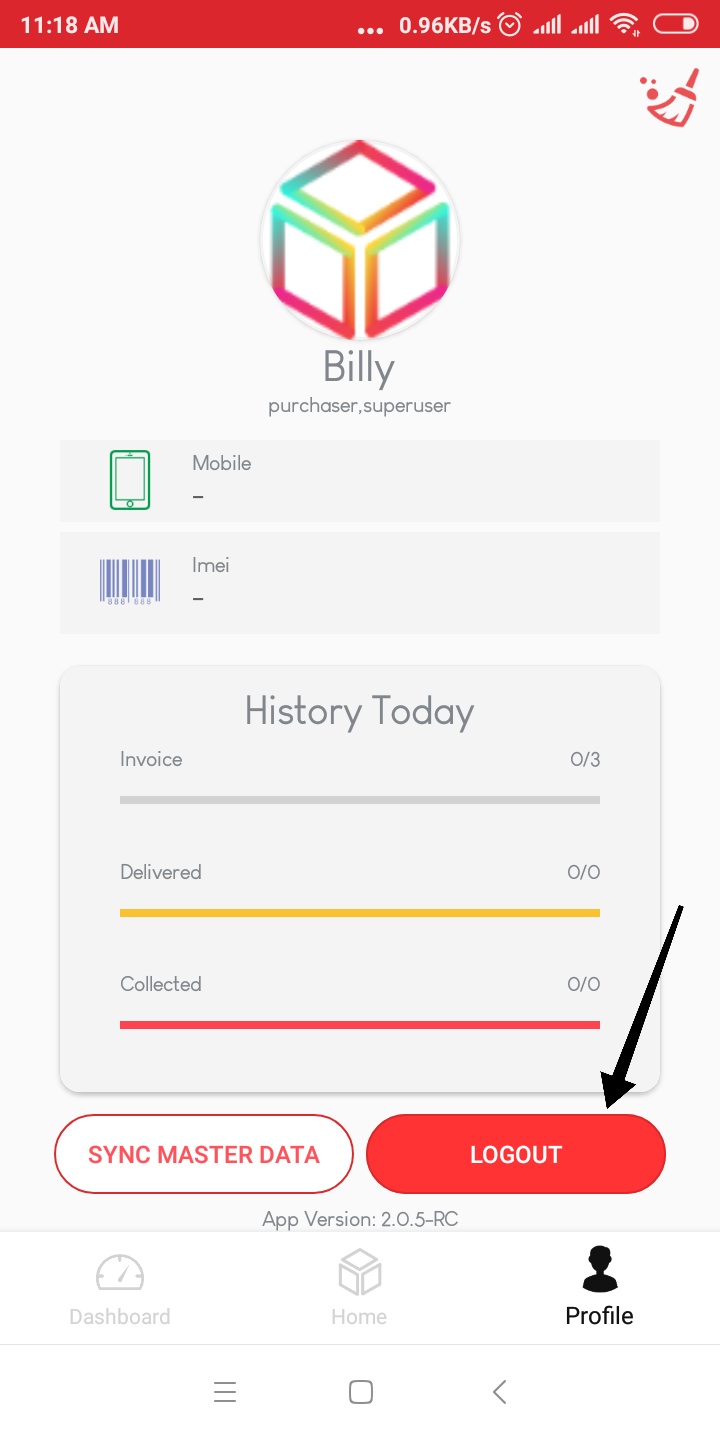 11:18 AM ... 0.96KB/s
Billy
purchaser,superuser
Mobile
–
Imei
–
888 888
History Today
Invoice 0/3
Delivered 0/0
Collected 0/0
SYNC MASTER DATA LOGOUT
App Version: 2.0.5-RC
Dashboard Home Profile